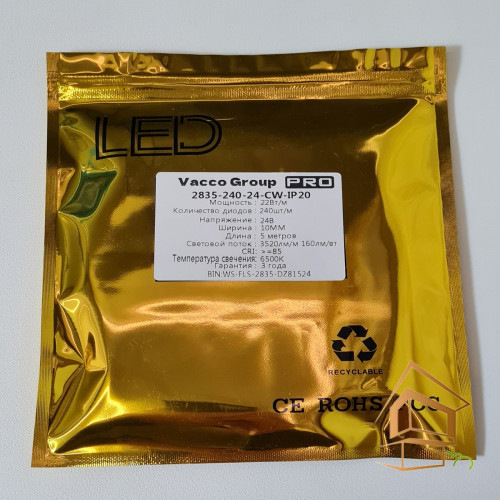 LED
Vacco Group PRO
2835-240-24-CW-IP20
Мощность : 22Вт/м
Количество диодов : 240шт/м
Напряжение : 24В
Ширина : 10ММ
Длина : 5 метров
Световой поток : 3520лм/м 160лм/вт
CRI : >=85
Температура свечения: 6500K
Гарантия : 3 года
BIN:WS-FLS-2835-DZ81524
RECYCLABLE
CE ROHS CCS